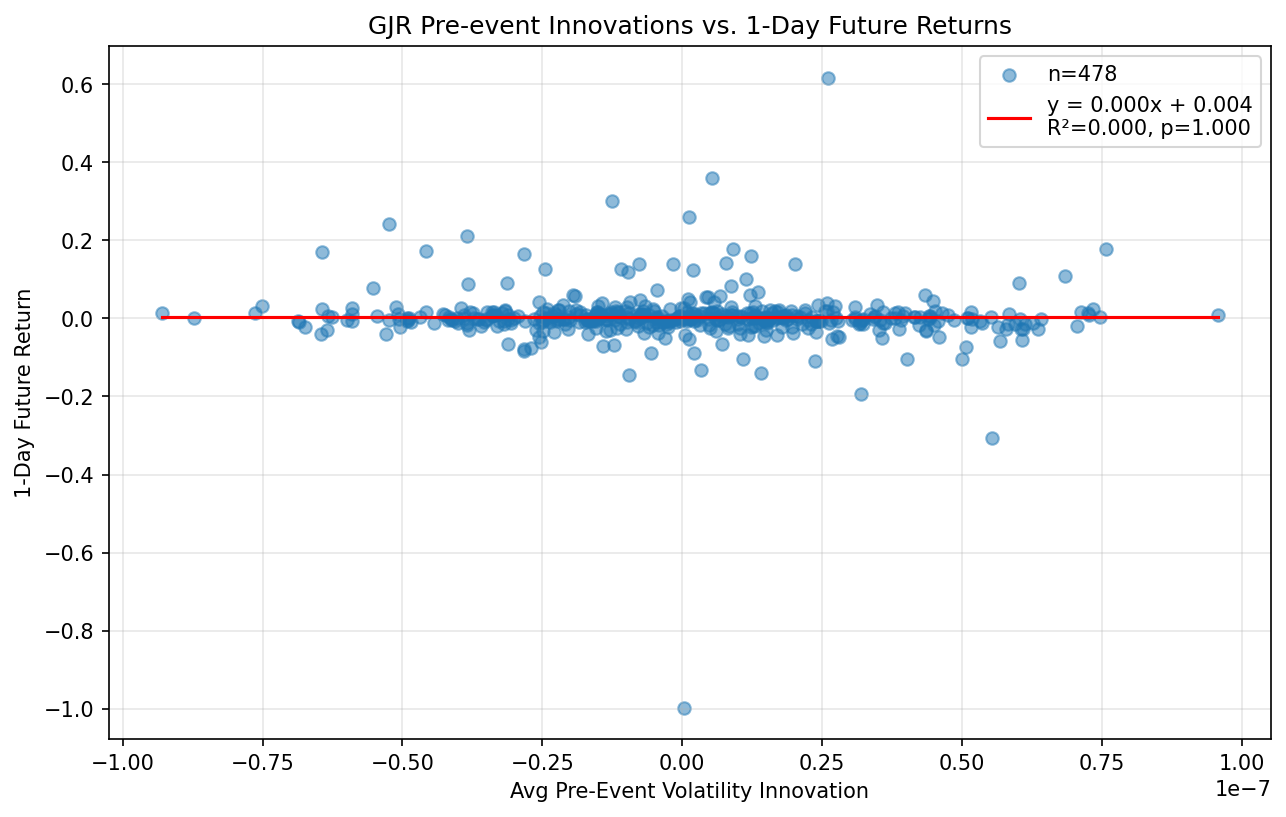 GJR Pre-event Innovations vs. 1-Day Future Returns
n=478
y = 0.000x + 0.004
R²=0.000, p=1.000
0.6
0.4
0.2
0.0
−0.2
−0.4
−0.6
−0.8
−1.0
1-Day Future Return
−1.00 −0.75 −0.50 −0.25 0.00 0.25 0.50 0.75 1.00
1e−7
Avg Pre-Event Volatility Innovation